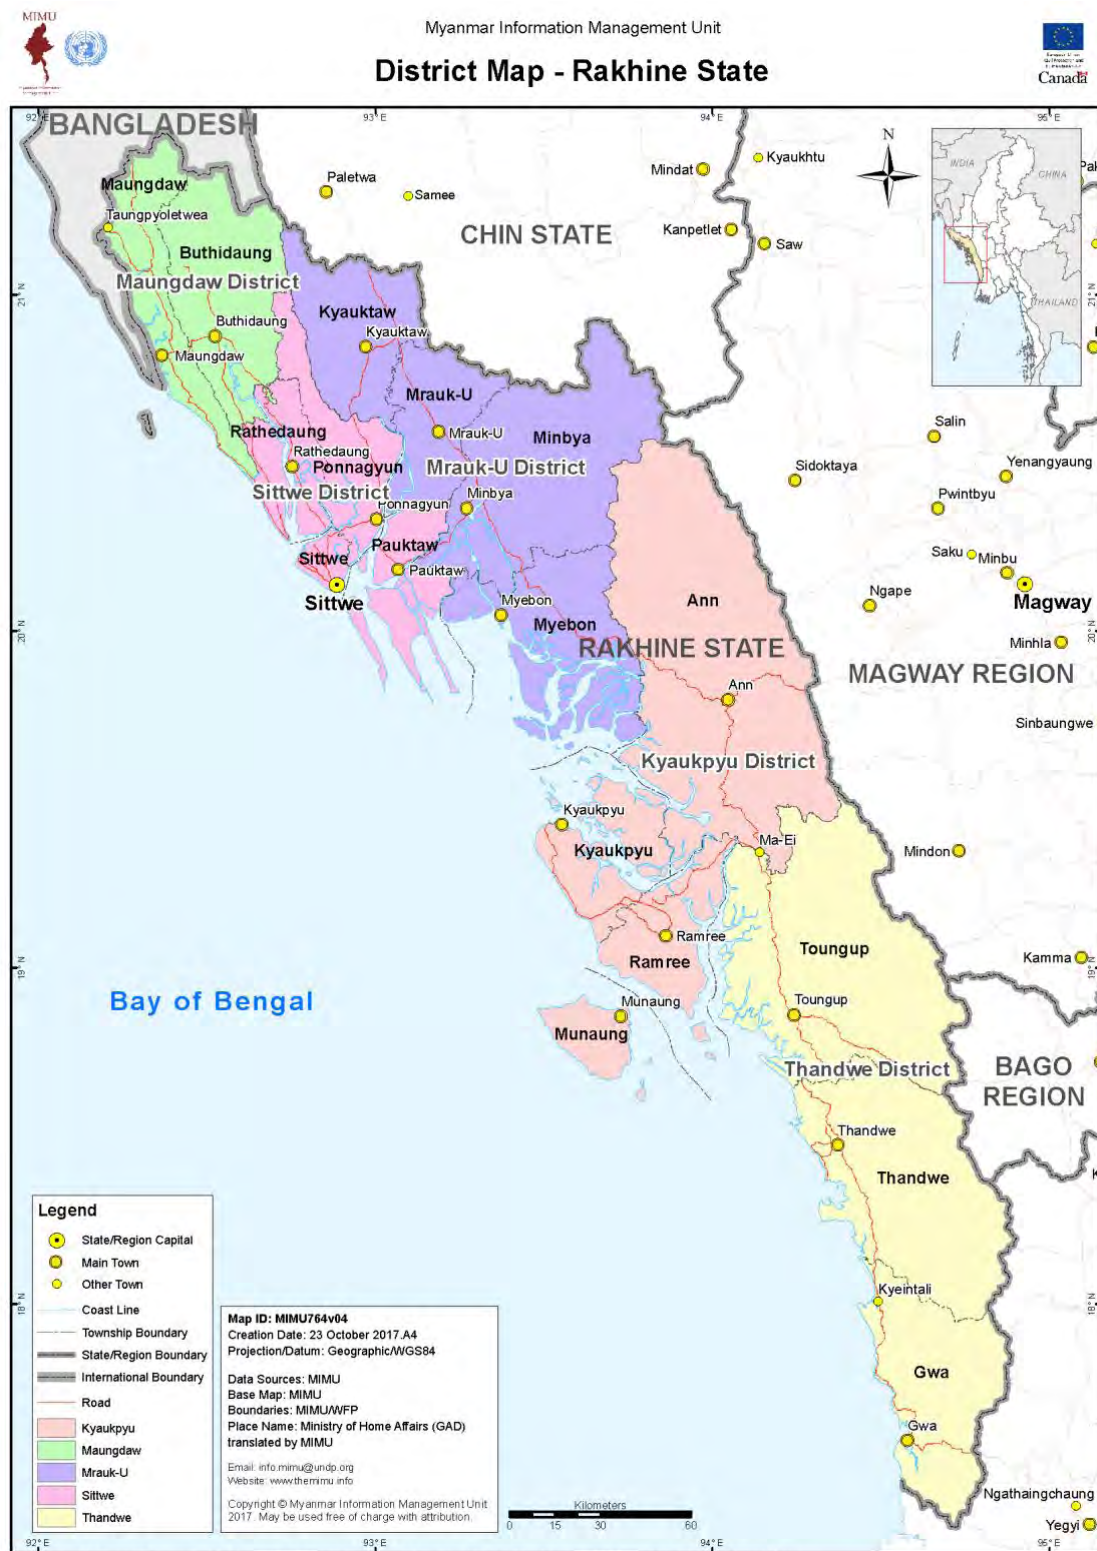 MIMU
Myanmar Information Management Unit
District Map - Rakhine State
Canada
92° E
93° E
94° E
95° E
BANGLADESH
N
Kyaukhtu
Mindat
Paletwa
Samee
INDIA
CHINA
THAILAND
Maungdaw
Taungpyoletwea
CHIN STATE
Kanpetlet
Saw
Buthidaung
Maungdaw District
21° N
21° N
Kyauktaw
Kyauktaw
Buthidaung
Maungdaw
Mrauk-U
Mrauk-U
Minbya
Rathedaung
Rathedaung
Ponnagyun
Mrauk-U District
Sittwe District
Minbya
Ponnagyun
Salin
Sidoktaya
Yenangyaung
Pwintbyu
Saku
Minbu
Pauktaw
Sittwe
Pauktaw
Sittwe
Ngape
Magway
Myebon
Myebon
Ann
20° N
20° N
RAKHINE STATE
Minhla
MAGWAY REGION
Ann
Sinbaungwe
Kyaukpyu District
Kyaukpyu
Kyaukpyu
Ma-Ei
Mindon
Ramree
Ramree
Toungup
Kamma
19° N
19° N
Bay of Bengal
Munaung
Munaung
Toungup
Thandwe District
BAGO
REGION
Thandwe
Thandwe
Kyeintali
18° N
18° N
Gwa
Gwa
Ngathaingchaung
Yegyi
Legend
State/Region Capital
Main Town
Other Town
Coast Line
Township Boundary
State/Region Boundary
International Boundary
Road
Kyaukpyu
Maungdaw
Mrauk-U
Sittwe
Thandwe
Map ID: MIMU764v04
Creation Date: 23 October 2017.A4
Projection/Datum: Geographic/WGS84
Data Sources: MIMU
Base Map: MIMU
Boundaries: MIMU/WFP
Place Name: Ministry of Home Affairs (GAD)
translated by MIMU
Email: info.mimu@undp.org
Website: www.themimu.info
Copyright © Myanmar Information Management Unit
2017. May be used free of charge with attribution.
Kilometers
0 15 30 60
92° E
93° E
94° E
95° E